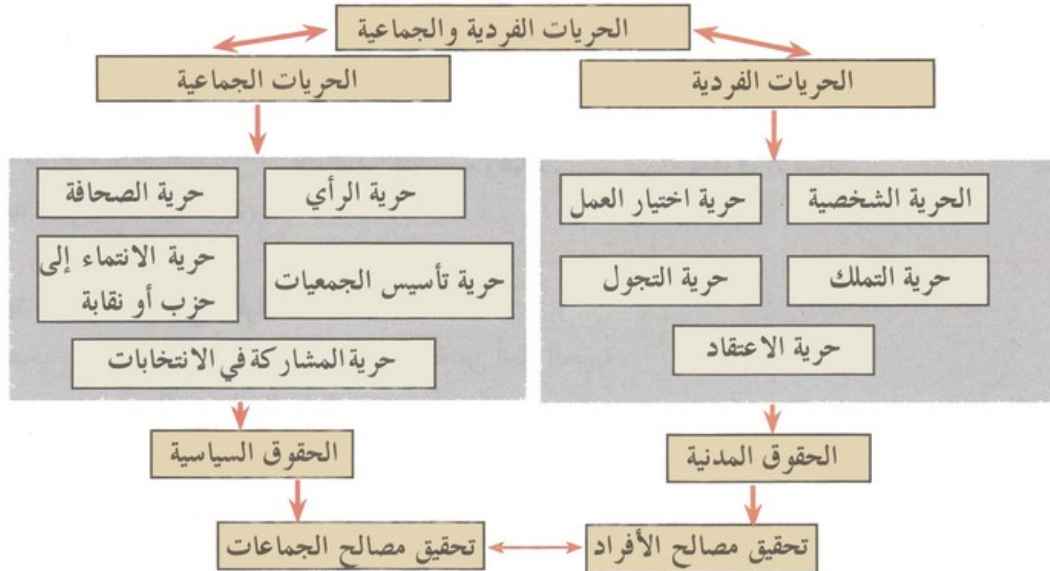 الحريات الفردية والجماعية
الحريات الفردية
الحريات الجماعية
الحرية الشخصية
حرية اختيار العمل
حرية التملك
حرية التجول
حرية الاعتقاد
حرية الرأي
حرية الصحافة
حرية تأسيس الجمعيات
حرية الانتماء إلى
حزب أو نقابة
حرية المشاركة في الانتخابات
الحقوق المدنية
الحقوق السياسية
تحقيق مصالح الأفراد
تحقيق مصالح الجماعات